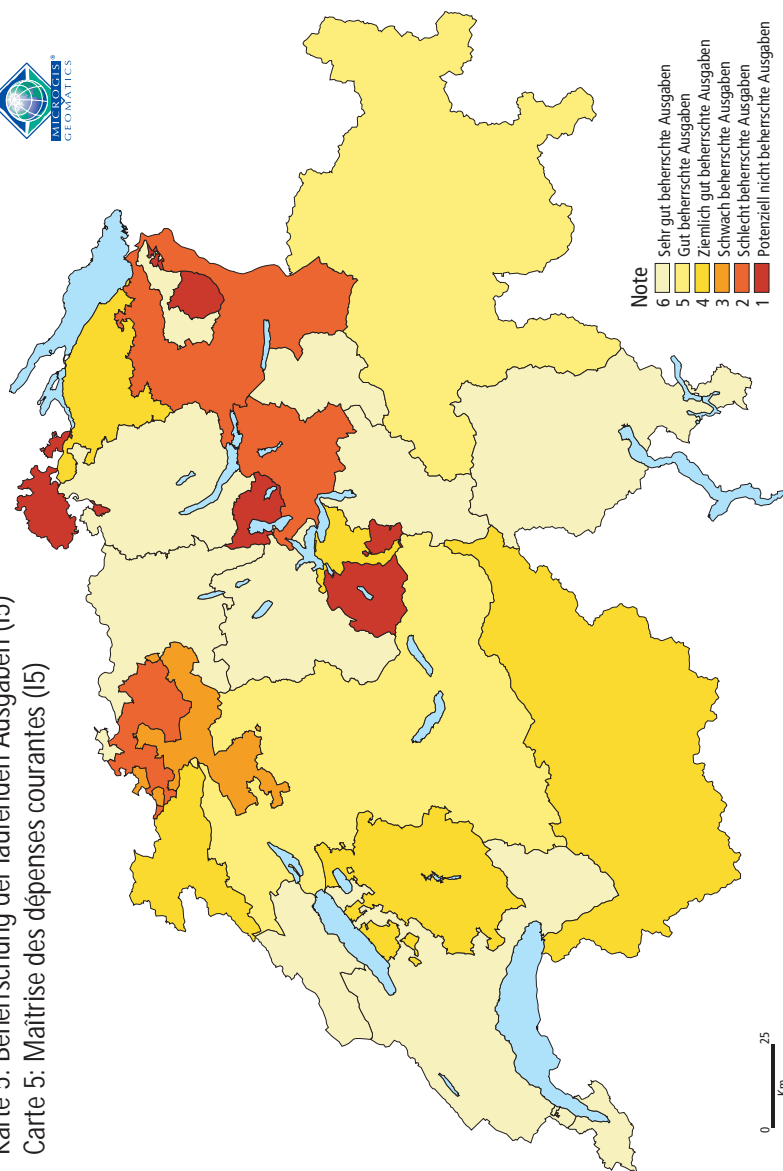 Karte 5: Beherrschung der laufenden Ausgaben (I5)
Carte 5: Maîtrise des dépenses courantes (I5)
MICROGIS®
GEOMATICS
Note
6 Sehr gut beherrschte Ausgaben
5 Gut beherrschte Ausgaben
4 Ziemlich gut beherrschte Ausgaben
3 Schwach beherrschte Ausgaben
2 Schlecht beherrschte Ausgaben
1 Potenziell nicht beherrschte Ausgaben
0 25
Km